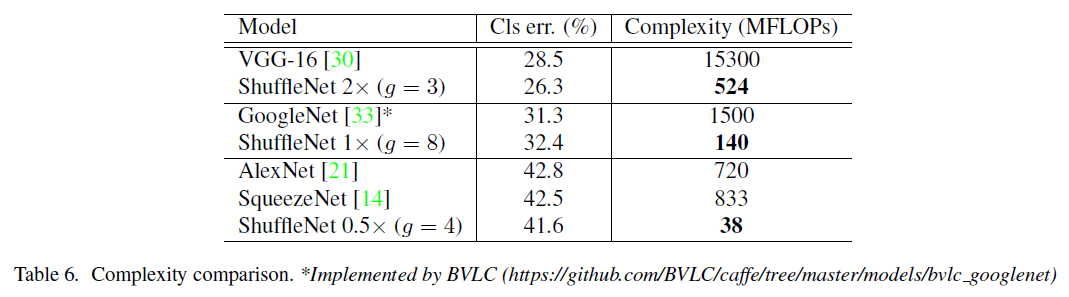 Model Cls err. (%) Complexity (MFLOPs)
VGG-16 [30] 28.5 15300
ShuffleNet 2× (g = 3) 26.3 524
GoogleNet [33]* 31.3 1500
ShuffleNet 1× (g = 8) 32.4 140
AlexNet [21] 42.8 720
SqueezeNet [14] 42.5 833
ShuffleNet 0.5× (g = 4) 41.6 38
Table 6. Complexity comparison. *Implemented by BVLC (https://github.com/BVLC/caffe/tree/master/models/bvlc_googlenet)